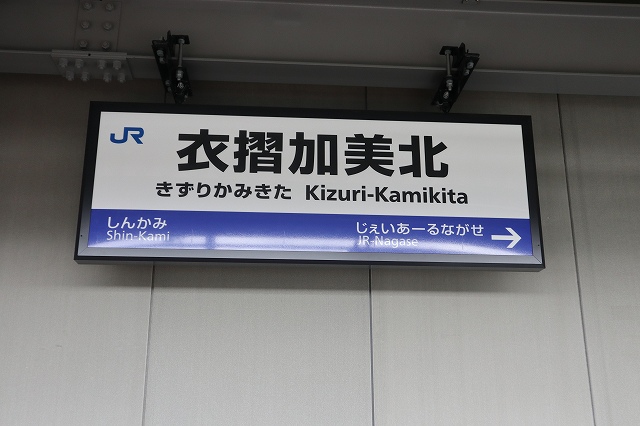 JR
衣摺加美北
きずりかみきた Kizuri-Kamikita
しんかみ じぇいあーるながせ
Shin-Kami JR-Nagase →